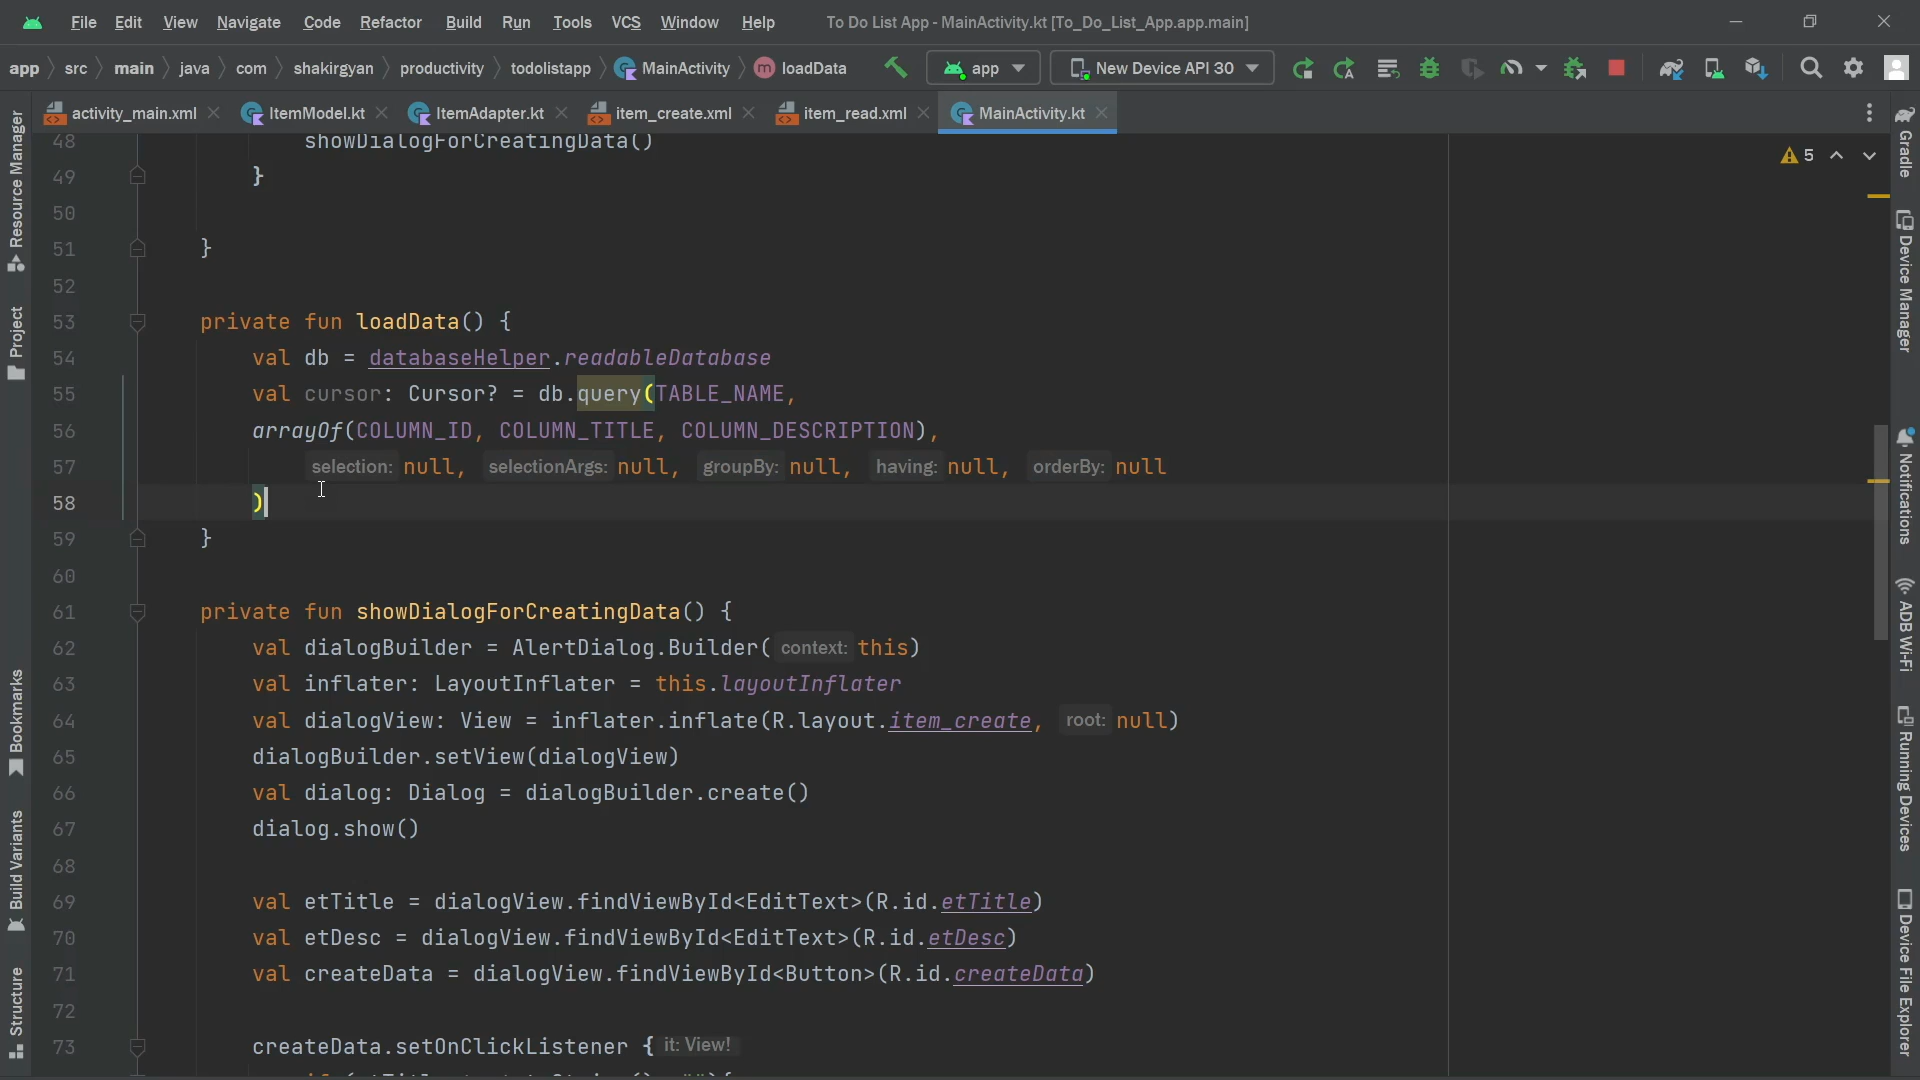 File Edit View Navigate Code Refactor Build Run Tools VCS Window Help To Do List App - MainActivity.kt [To_Do_List_App.app.main]
app src main java com shakirgyan productivity todolistapp MainActivity m loadData app New Device API 30
activity_main.xml ItemModel.kt ItemAdapter.kt item_create.xml item_read.xml MainActivity.kt
5
48 showDialogForCreatingData()
49 }
50
51 }
52
53 private fun loadData() {
54 val db = databaseHelper.readableDatabase
55 val cursor: Cursor? = db.query(TABLE_NAME,
56 arrayOf(COLUMN_ID, COLUMN_TITLE, COLUMN_DESCRIPTION),
57 selection: null, selectionArgs: null, groupBy: null, having: null, orderBy: null
58 )
59 }
60
61 private fun showDialogForCreatingData() {
62 val dialogBuilder = AlertDialog.Builder( context: this)
63 val inflater: LayoutInflater = this.layoutInflater
64 val dialogView: View = inflater.inflate(R.layout.item_create, root: null)
65 dialogBuilder.setView(dialogView)
66 val dialog: Dialog = dialogBuilder.create()
67 dialog.show()
68
69 val etTitle = dialogView.findViewById<EditText>(R.id.etTitle)
70 val etDesc = dialogView.findViewById<EditText>(R.id.etDesc)
71 val createData = dialogView.findViewById<Button>(R.id.createData)
72
73 createData.setOnClickListener { it: View!
Resource Manager
Project
Bookmarks
Build Variants
Structure
Gradle
Device Manager
Notifications
ADB Wi-Fi
Running Devices
Device File Explorer